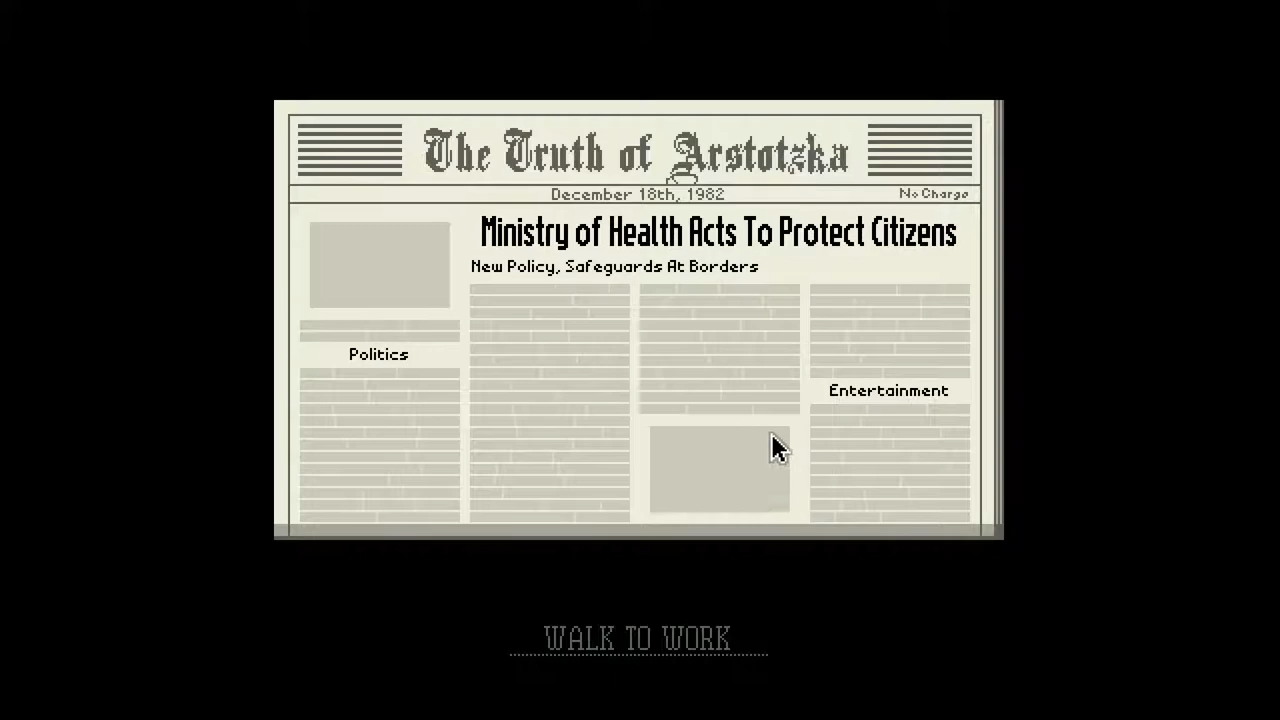 The Truth of Arstotzka
December 18th, 1982
No Charge
Ministry of Health Acts To Protect Citizens
New Policy, Safeguards At Borders
Politics
Entertainment
WALK TO WORK